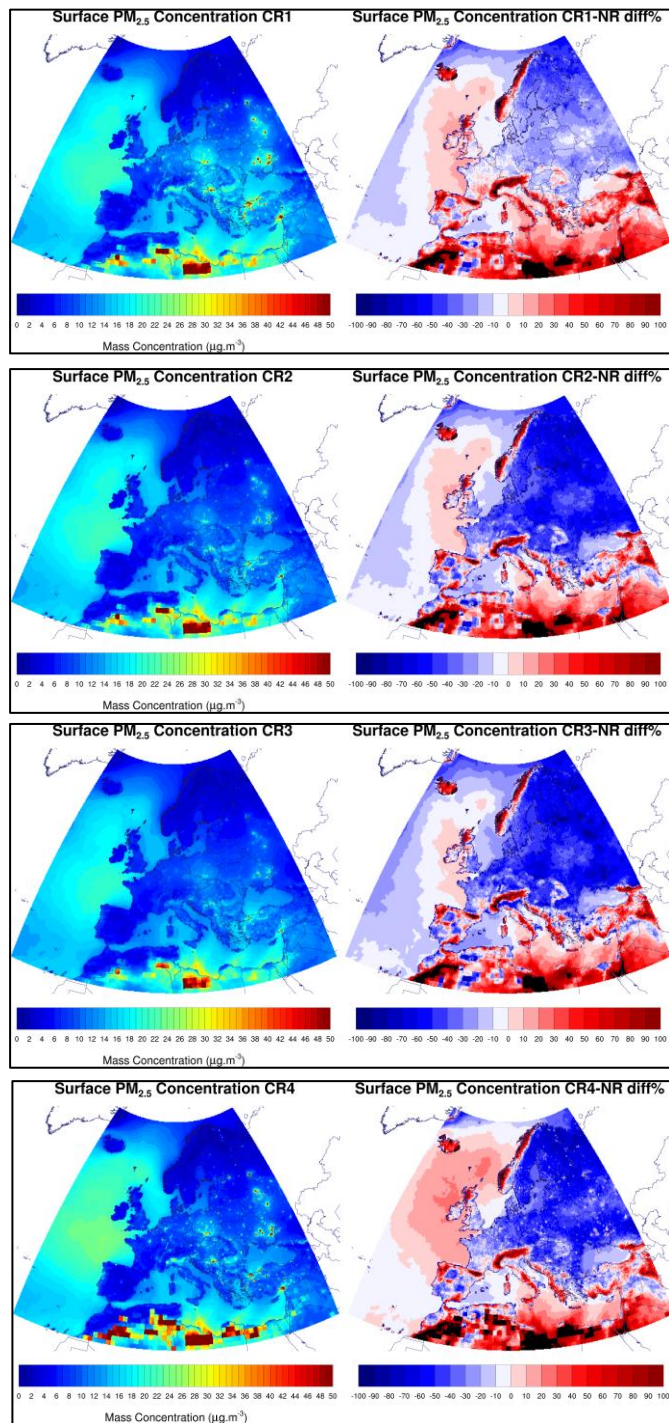 Surface PM2.5 Concentration CR1
Surface PM2.5 Concentration CR1-NR diff%
0 2 4 6 8 10 12 14 16 18 20 22 24 26 28 30 32 34 36 38 40 42 44 46 48 50
-100 -90 -80 -70 -60 -50 -40 -30 -20 -10 0 10 20 30 40 50 60 70 80 90 100
Mass Concentration (µg.m-3)
Surface PM2.5 Concentration CR2
Surface PM2.5 Concentration CR2-NR diff%
0 2 4 6 8 10 12 14 16 18 20 22 24 26 28 30 32 34 36 38 40 42 44 46 48 50
-100 -90 -80 -70 -60 -50 -40 -30 -20 -10 0 10 20 30 40 50 60 70 80 90 100
Mass Concentration (µg.m-3)
Surface PM2.5 Concentration CR3
Surface PM2.5 Concentration CR3-NR diff%
0 2 4 6 8 10 12 14 16 18 20 22 24 26 28 30 32 34 36 38 40 42 44 46 48 50
-100 -90 -80 -70 -60 -50 -40 -30 -20 -10 0 10 20 30 40 50 60 70 80 90 100
Mass Concentration (µg.m-3)
Surface PM2.5 Concentration CR4
Surface PM2.5 Concentration CR4-NR diff%
0 2 4 6 8 10 12 14 16 18 20 22 24 26 28 30 32 34 36 38 40 42 44 46 48 50
-100 -90 -80 -70 -60 -50 -40 -30 -20 -10 0 10 20 30 40 50 60 70 80 90 100
Mass Concentration (µg.m-3)